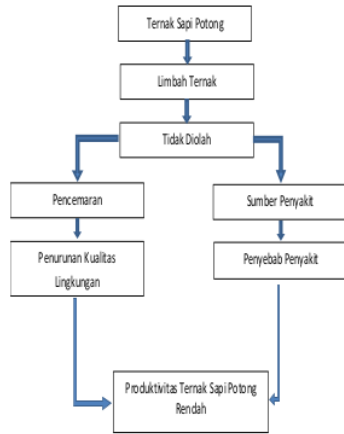 Ternak Sapi Potong
Limbah Ternak
Tidak Diolah
Pencemaran
Sumber Penyakit
Penurunan Kualitas
Lingkungan
Penyebab Penyakit
Produktivitas Ternak Sapi Potong
Rendah